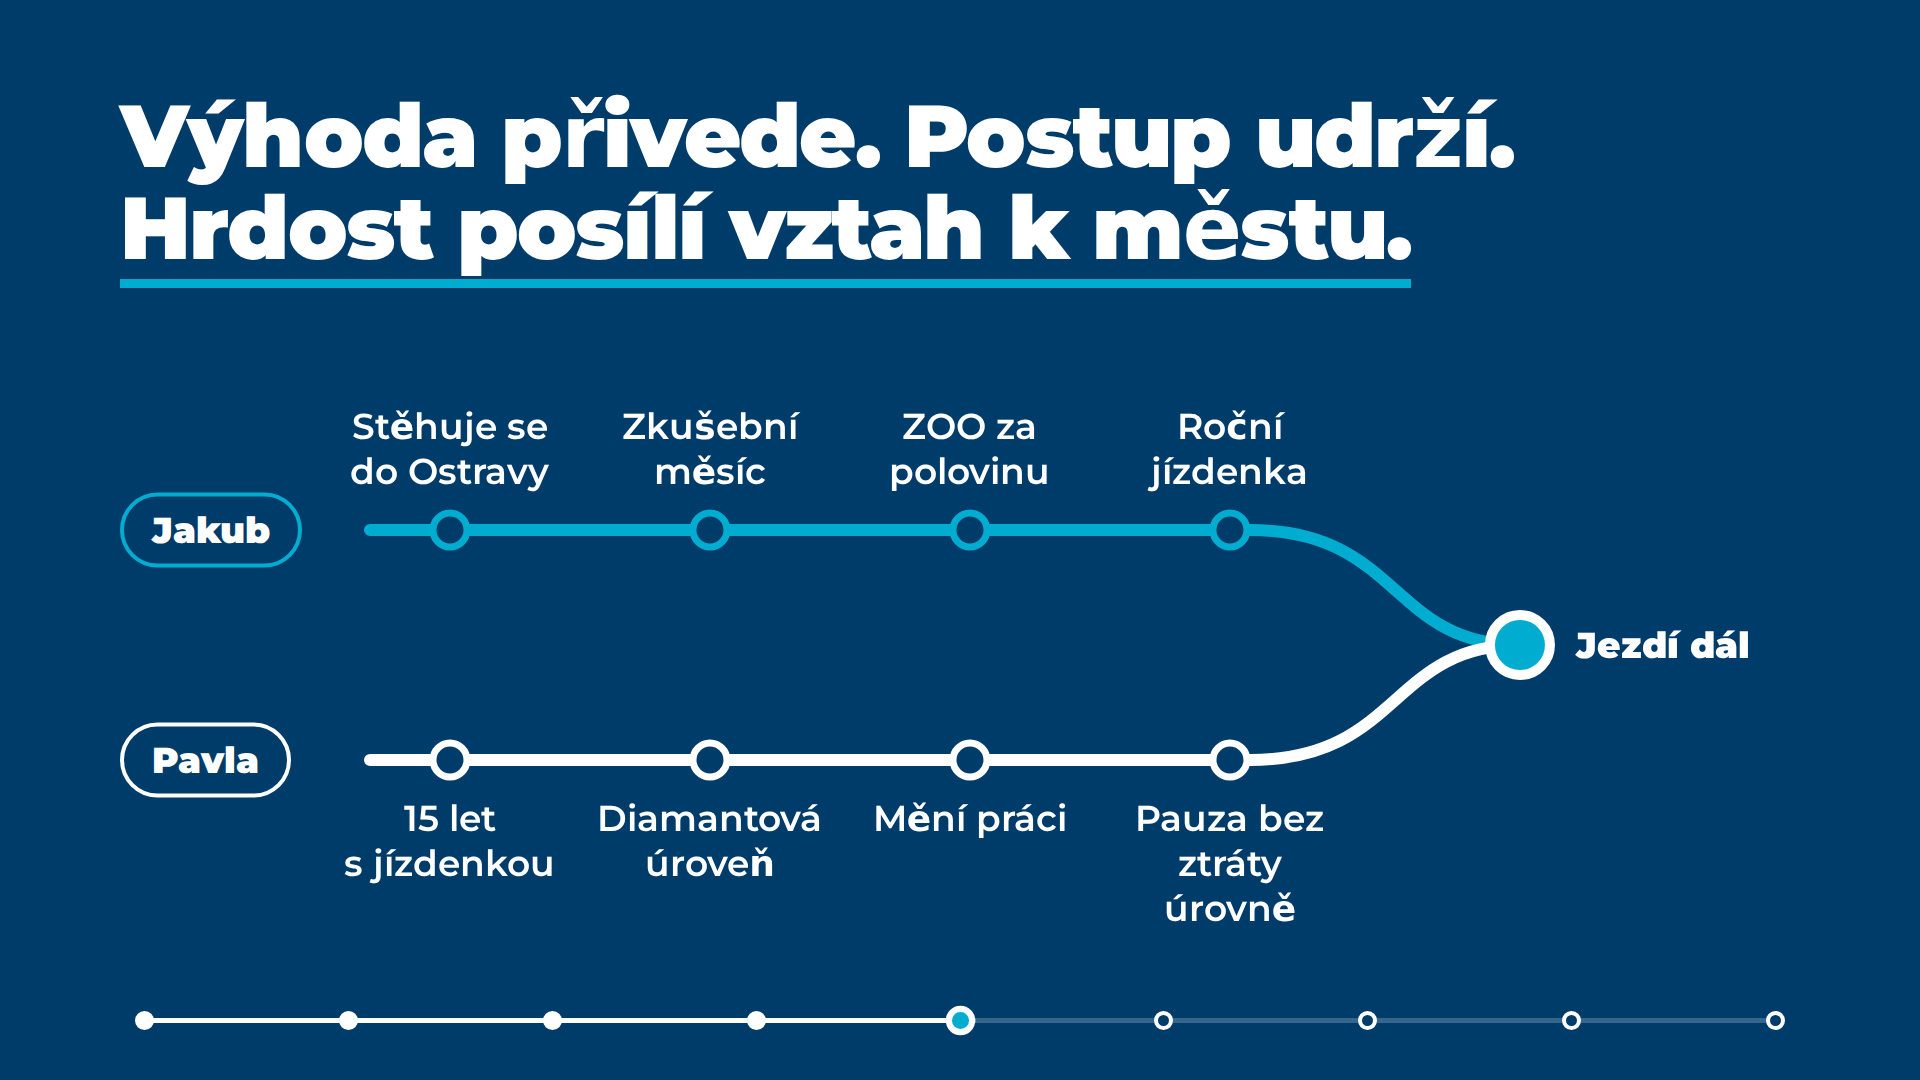 Výhoda přivede. Postup udrží.
Hrdost posílí vztah k městu.
Stěhuje se
do Ostravy
Zkušební
měsíc
ZOO za
polovinu
Roční
jízdenka
Jakub
Jezdí dál
Pavla
15 let
s jízdenkou
Diamantová
úroveň
Mění práci
Pauza bez
ztráty
úrovně